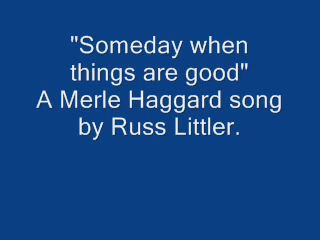 "Someday when
things are good"
A Merle Haggard song
by Russ Littler.